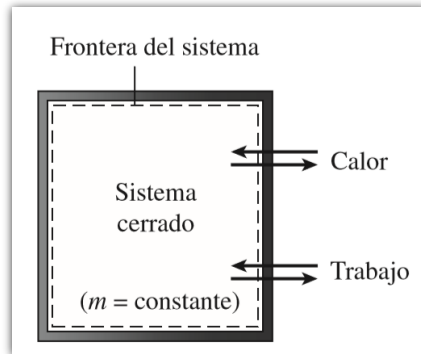 Frontera del sistema
Calor
Sistema
cerrado
Trabajo
(m = constante)